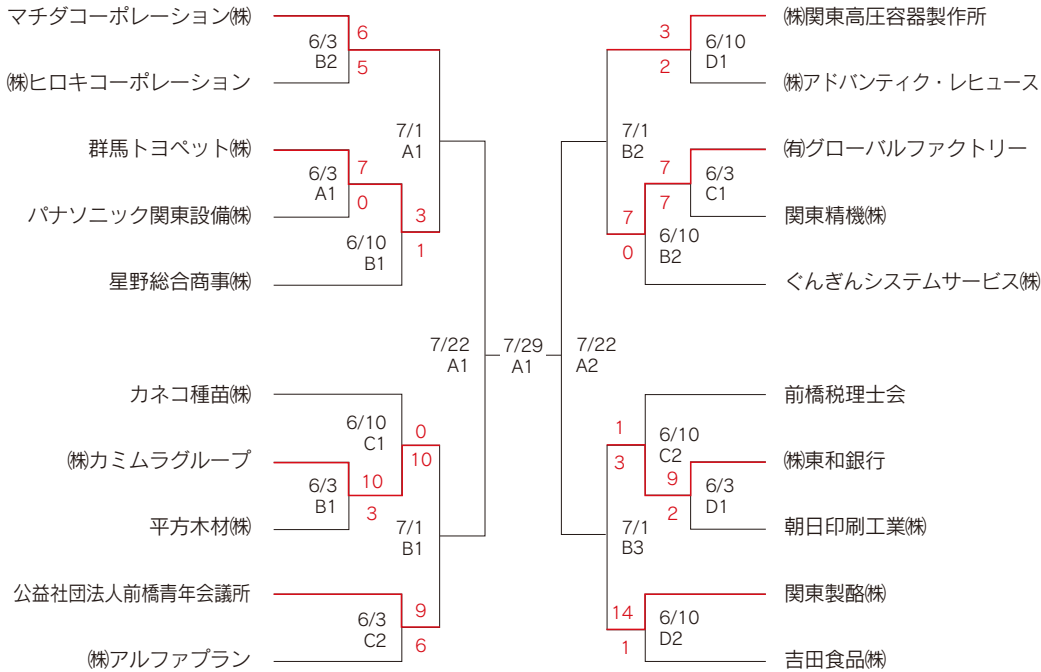 マチダコーポレーション㈱
6/3
B2
6
5
㈱ヒロキコーポレーション
7/1
A1
群馬トヨペット㈱
6/3
A1
7
0
パナソニック関東設備㈱
6/10
B1
3
1
星野総合商事㈱
7/22
A1
カネコ種苗㈱
6/10
C1
0
10
㈱カミムラグループ
6/3
B1
10
3
平方木材㈱
7/1
B1
公益社団法人前橋青年会議所
6/3
C2
9
6
㈱アルファプラン
7/29
A1
㈱関東高圧容器製作所
3
2
6/10
D1
㈱アドバンティク・レヒュース
7/1
B2
㈲グローバルファクトリー
7
7
6/3
C1
関東精機㈱
7
0
6/10
B2
ぐんぎんシステムサービス㈱
7/22
A2
前橋税理士会
1
3
6/10
C2
㈱東和銀行
9
2
6/3
D1
朝日印刷工業㈱
7/1
B3
関東製酪㈱
14
1
6/10
D2
吉田食品㈱